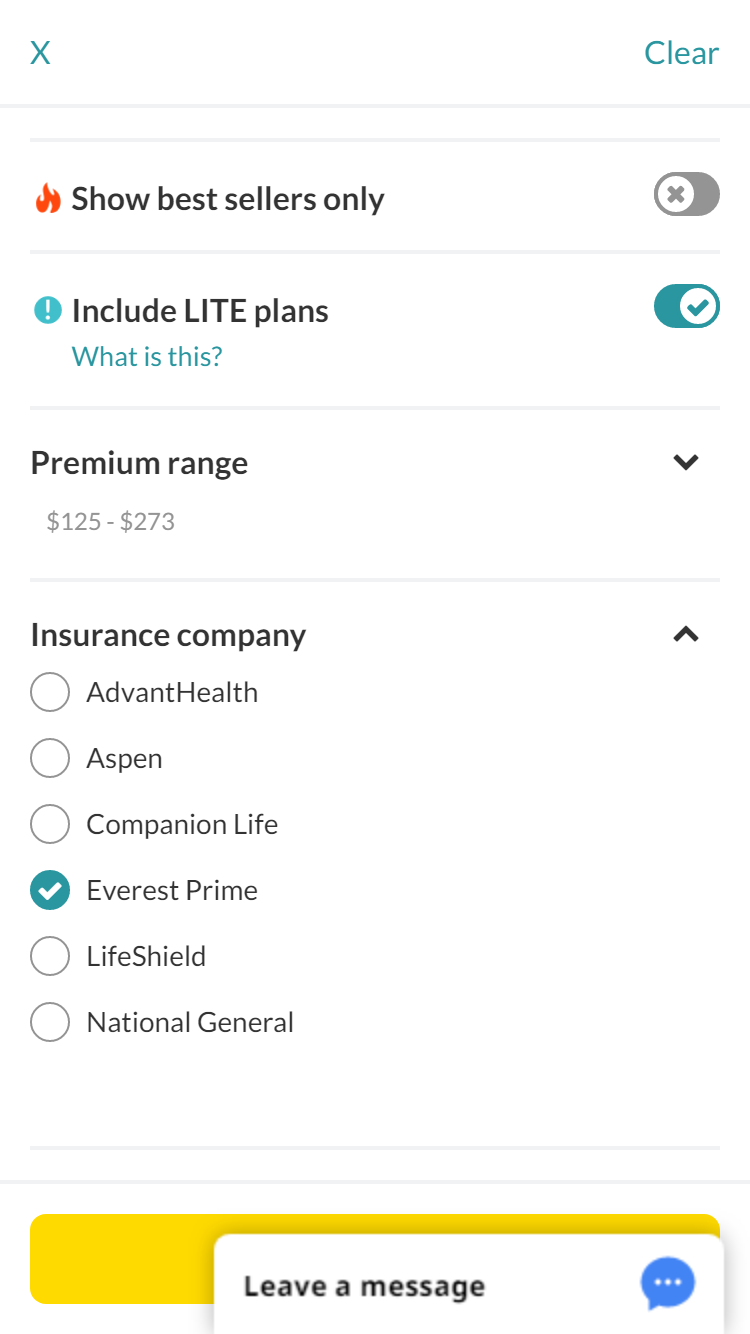 X
Clear
Show best sellers only
Include LITE plans
What is this?
Premium range
$125 - $273
Insurance company
AdvantHealth
Aspen
Companion Life
Everest Prime
LifeShield
National General
Leave a message